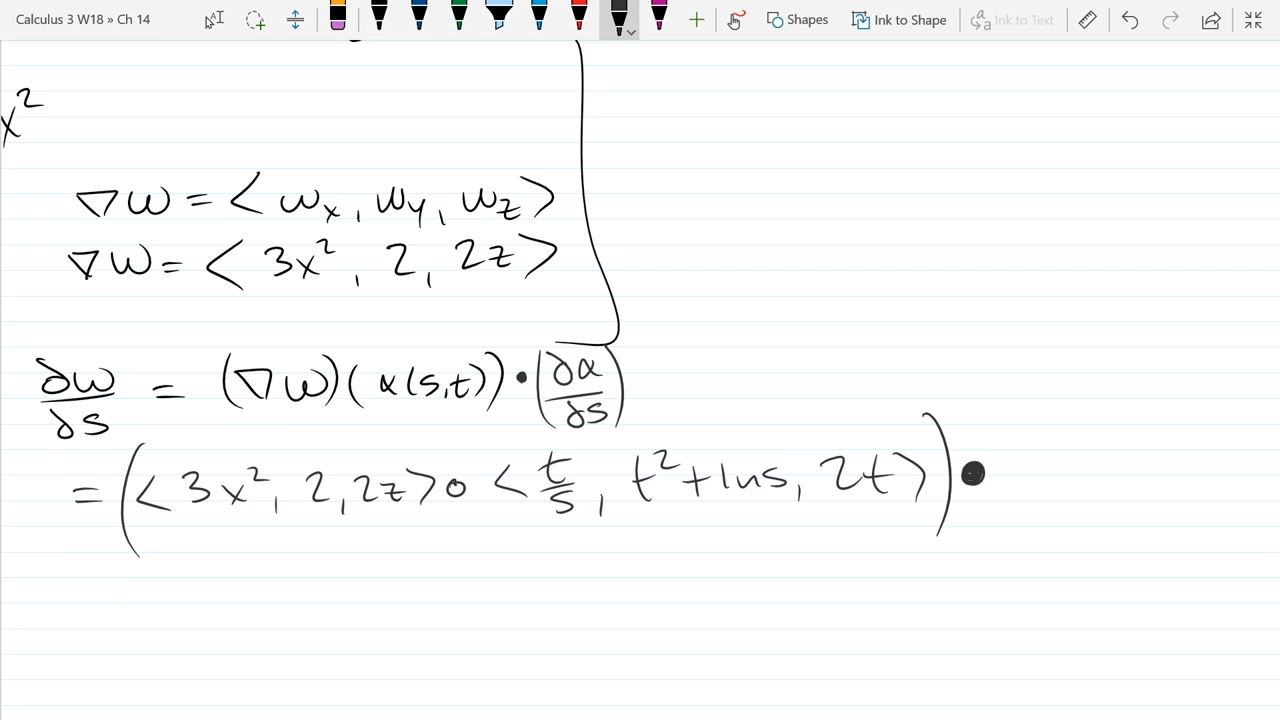 Calculus 3 W18 » Ch 14 Shapes Ink to Shape Ink to Text
x²
∇w = < wₓ, w_y, w_z >
∇w = < 3x², 2, 2z >
∂w/∂s = (∇w)(α(s,t)) • (∂α/∂s)
= (< 3x², 2, 2z > ∘ < t/s, t²+ln s, 2t >) •